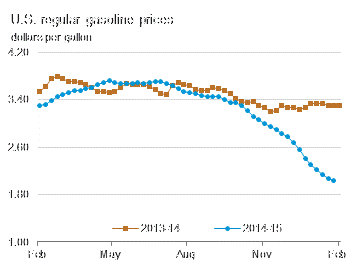 U.S. regular gasoline prices
dollars per gallon
4.20
3.40
2.60
1.80
1.00
Feb May Aug Nov Feb
2013-14 2014-15